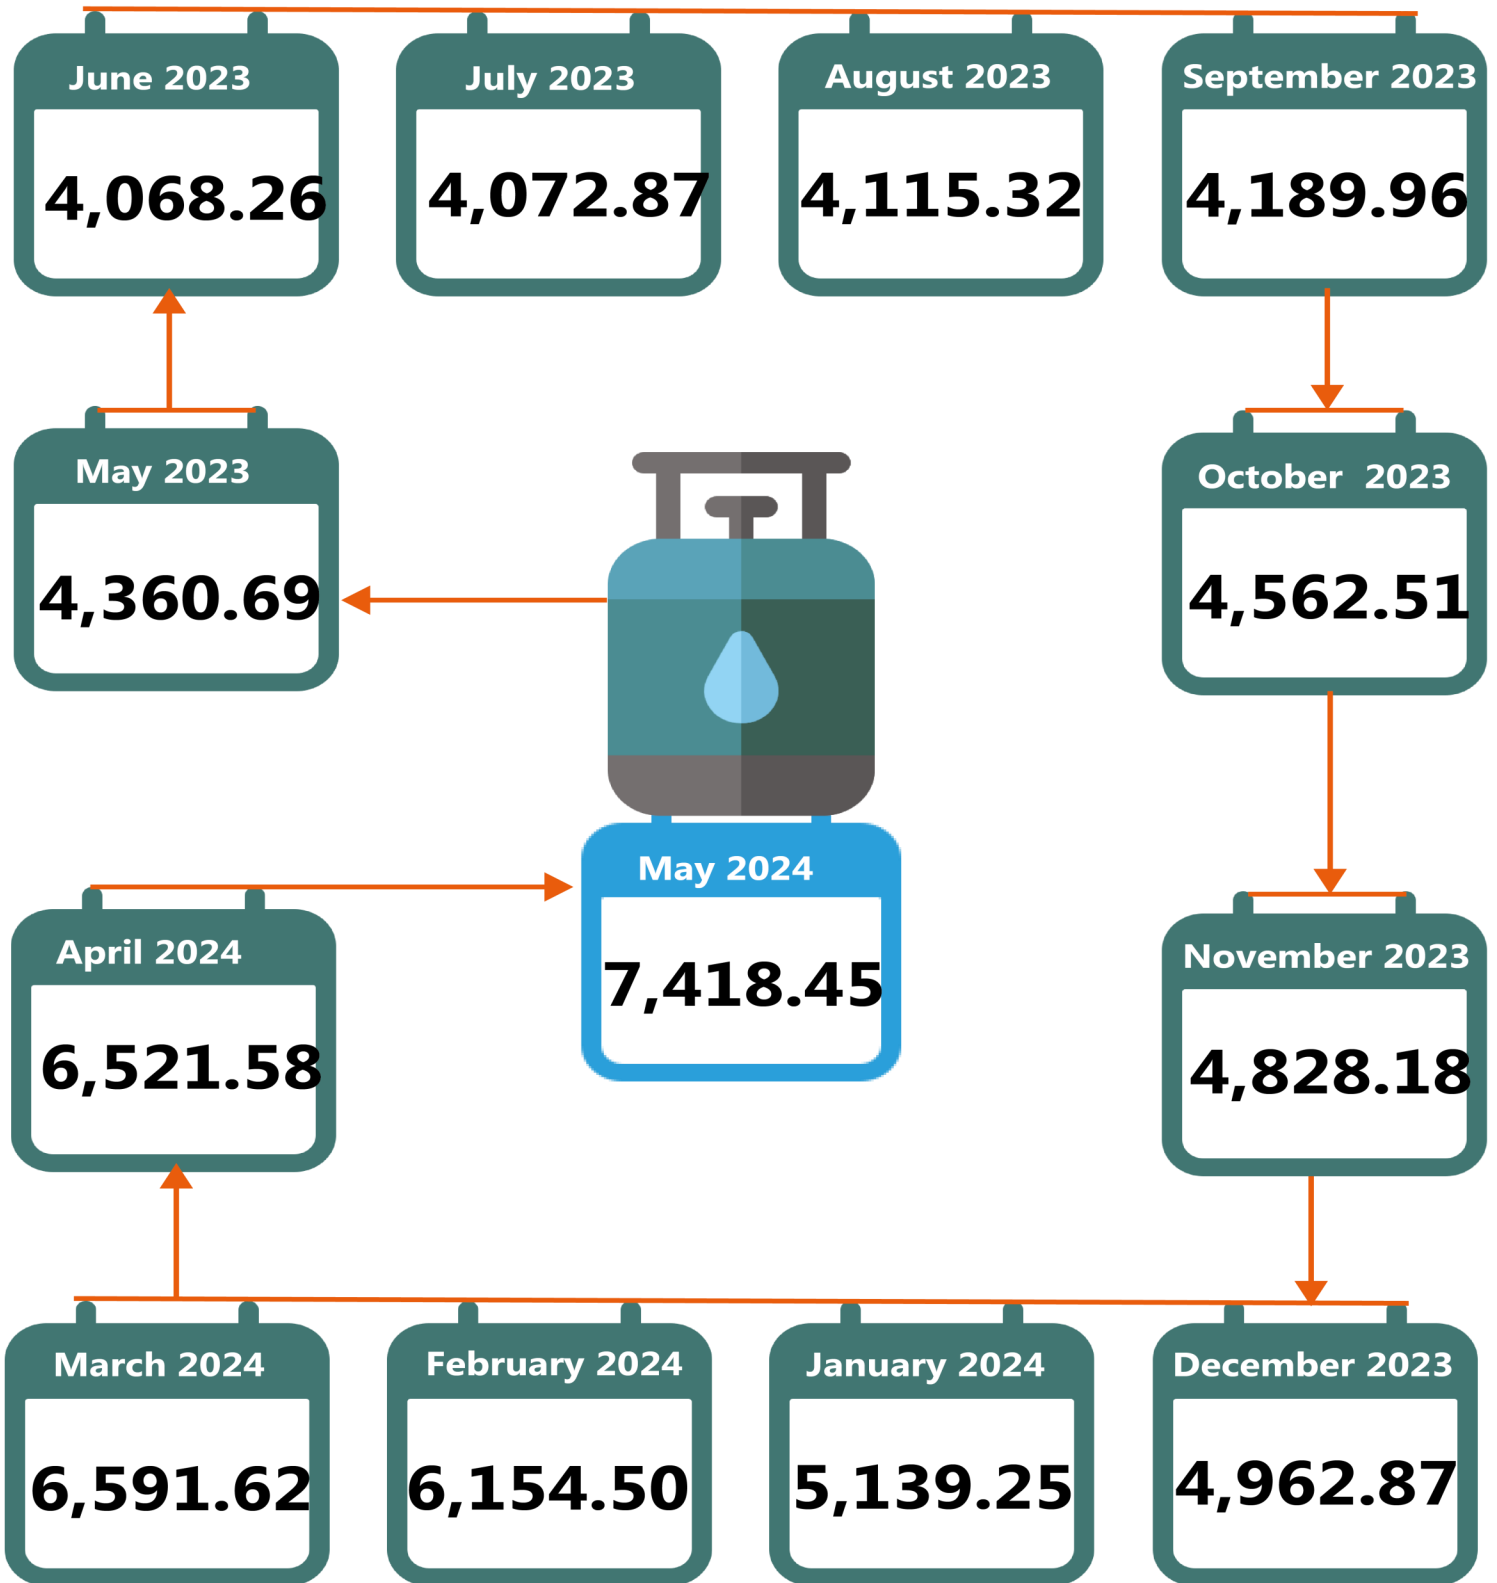 June 2023
4,068.26
July 2023
4,072.87
August 2023
4,115.32
September 2023
4,189.96
May 2023
4,360.69
October 2023
4,562.51
May 2024
7,418.45
April 2024
6,521.58
November 2023
4,828.18
March 2024
6,591.62
February 2024
6,154.50
January 2024
5,139.25
December 2023
4,962.87